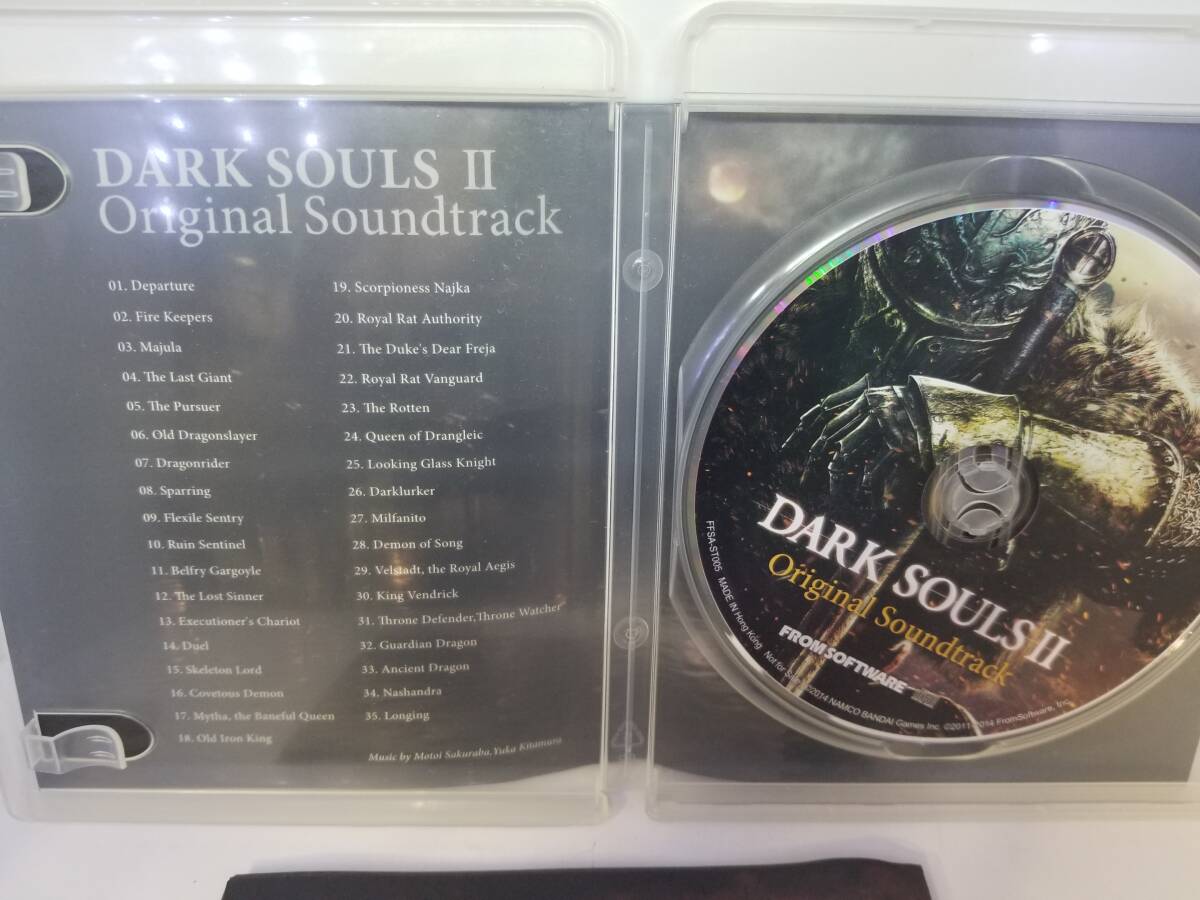 DARK SOULS II
Original Soundtrack
01. Departure
02. Fire Keepers
03. Majula
04. The Last Giant
05. The Pursuer
06. Old Dragonslayer
07. Dragonrider
08. Sparring
09. Flexile Sentry
10. Ruin Sentinel
11. Belfry Gargoyle
12. The Lost Sinner
13. Executioner's Chariot
14. Duel
15. Skeleton Lord
16. Covetous Demon
17. Mytha, the Baneful Queen
18. Old Iron King
19. Scorpioness Najka
20. Royal Rat Authority
21. The Duke's Dear Freja
22. Royal Rat Vanguard
23. The Rotten
24. Queen of Drangleic
25. Looking Glass Knight
26. Darklurker
27. Milfanito
28. Demon of Song
29. Velstadt, the Royal Aegis
30. King Vendrick
31. Throne Defender,Throne Watcher
32. Guardian Dragon
33. Ancient Dragon
34. Nashandra
35. Longing
Music by Motoi Sakuraba,Yuka Kitamura
DARK SOULS II
Original Soundtrack
FROMSOFTWARE
FFSA-ST005 MADE IN Hong Kong Not for ©2014 NAMCO BANDAI Games Inc. ©2011-2014 FromSoftware, Inc.